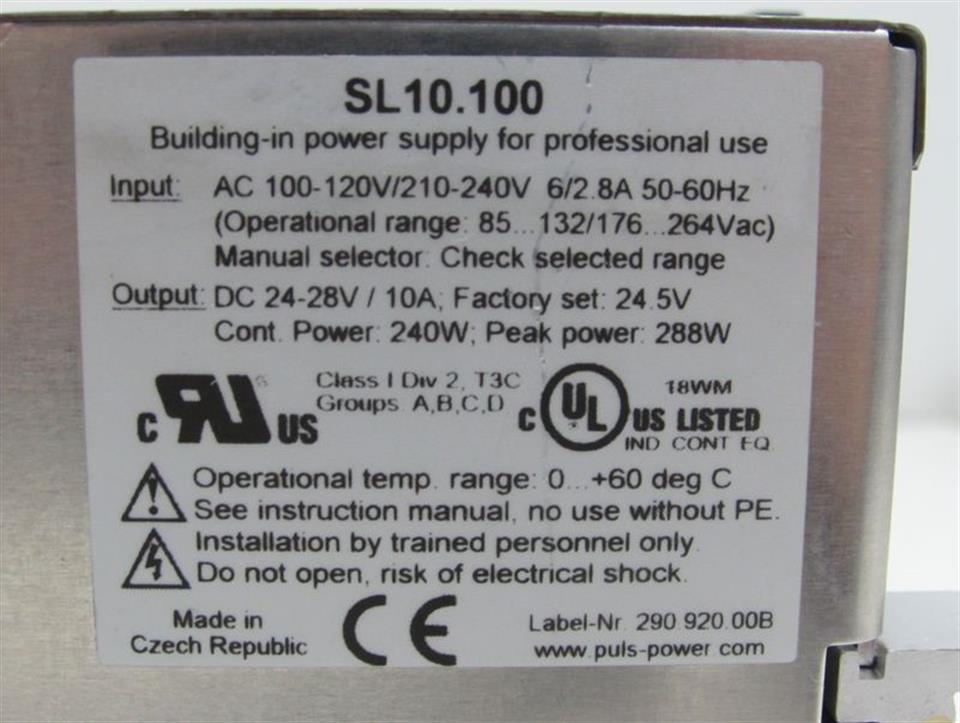 SL10.100
Building-in power supply for professional use
Input: AC 100-120V/210-240V 6/2.8A 50-60Hz
(Operational range: 85...132/176...264Vac)
Manual selector: Check selected range
Output: DC 24-28V / 10A; Factory set: 24.5V
Cont. Power: 240W; Peak power: 288W
C RU US
Class I Div 2, T3C
Groups A,B,C,D
C UL US LISTED
18WM
IND CONT EQ
Operational temp. range: 0...+60 deg C
See instruction manual, no use without PE.
Installation by trained personnel only.
Do not open, risk of electrical shock.
Made in
Czech Republic
CE
Label-Nr. 290.920.00B
www.puls-power.com